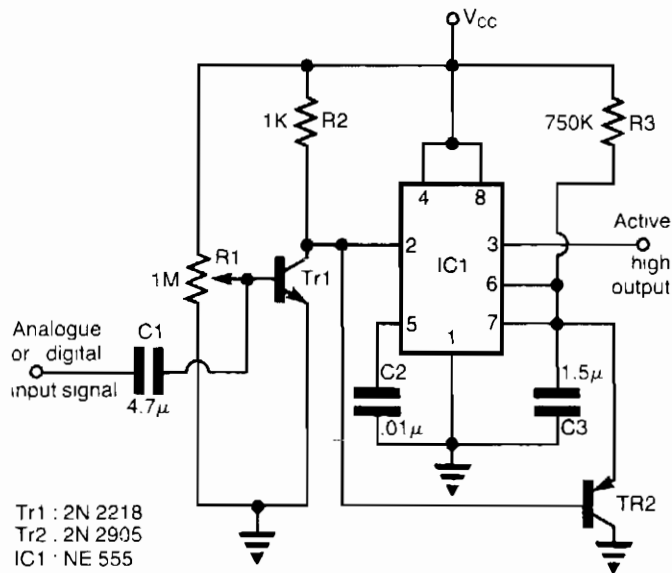 VCC
1K
R2
750K
R3
4
8
2
3
Active
high
output
R1
1M
Tr1
IC1
6
Analogue
or digital
input signal
C1
4.7µ
5
1
7
C2
.01µ
1.5µ
C3
TR2
Tr1 : 2N 2218
Tr2 . 2N 2905
IC1 : NE 555